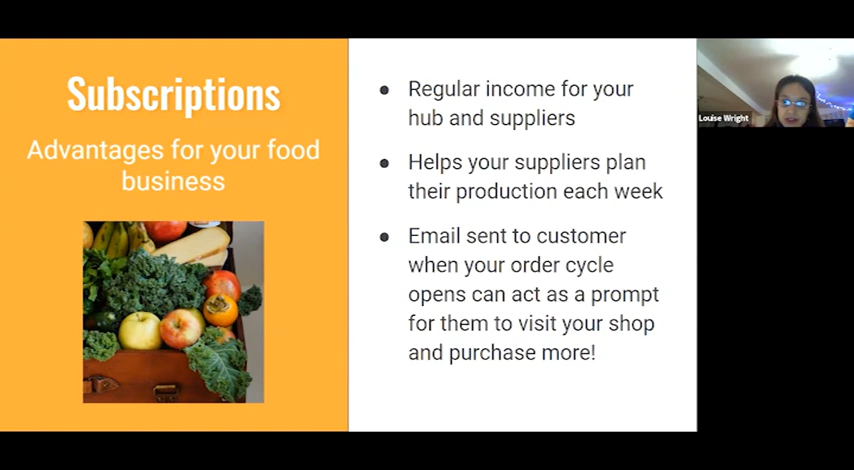 Subscriptions
Advantages for your food
business
● Regular income for your
hub and suppliers
● Helps your suppliers plan
their production each week
● Email sent to customer
when your order cycle
opens can act as a prompt
for them to visit your shop
and purchase more!
Louise Wright